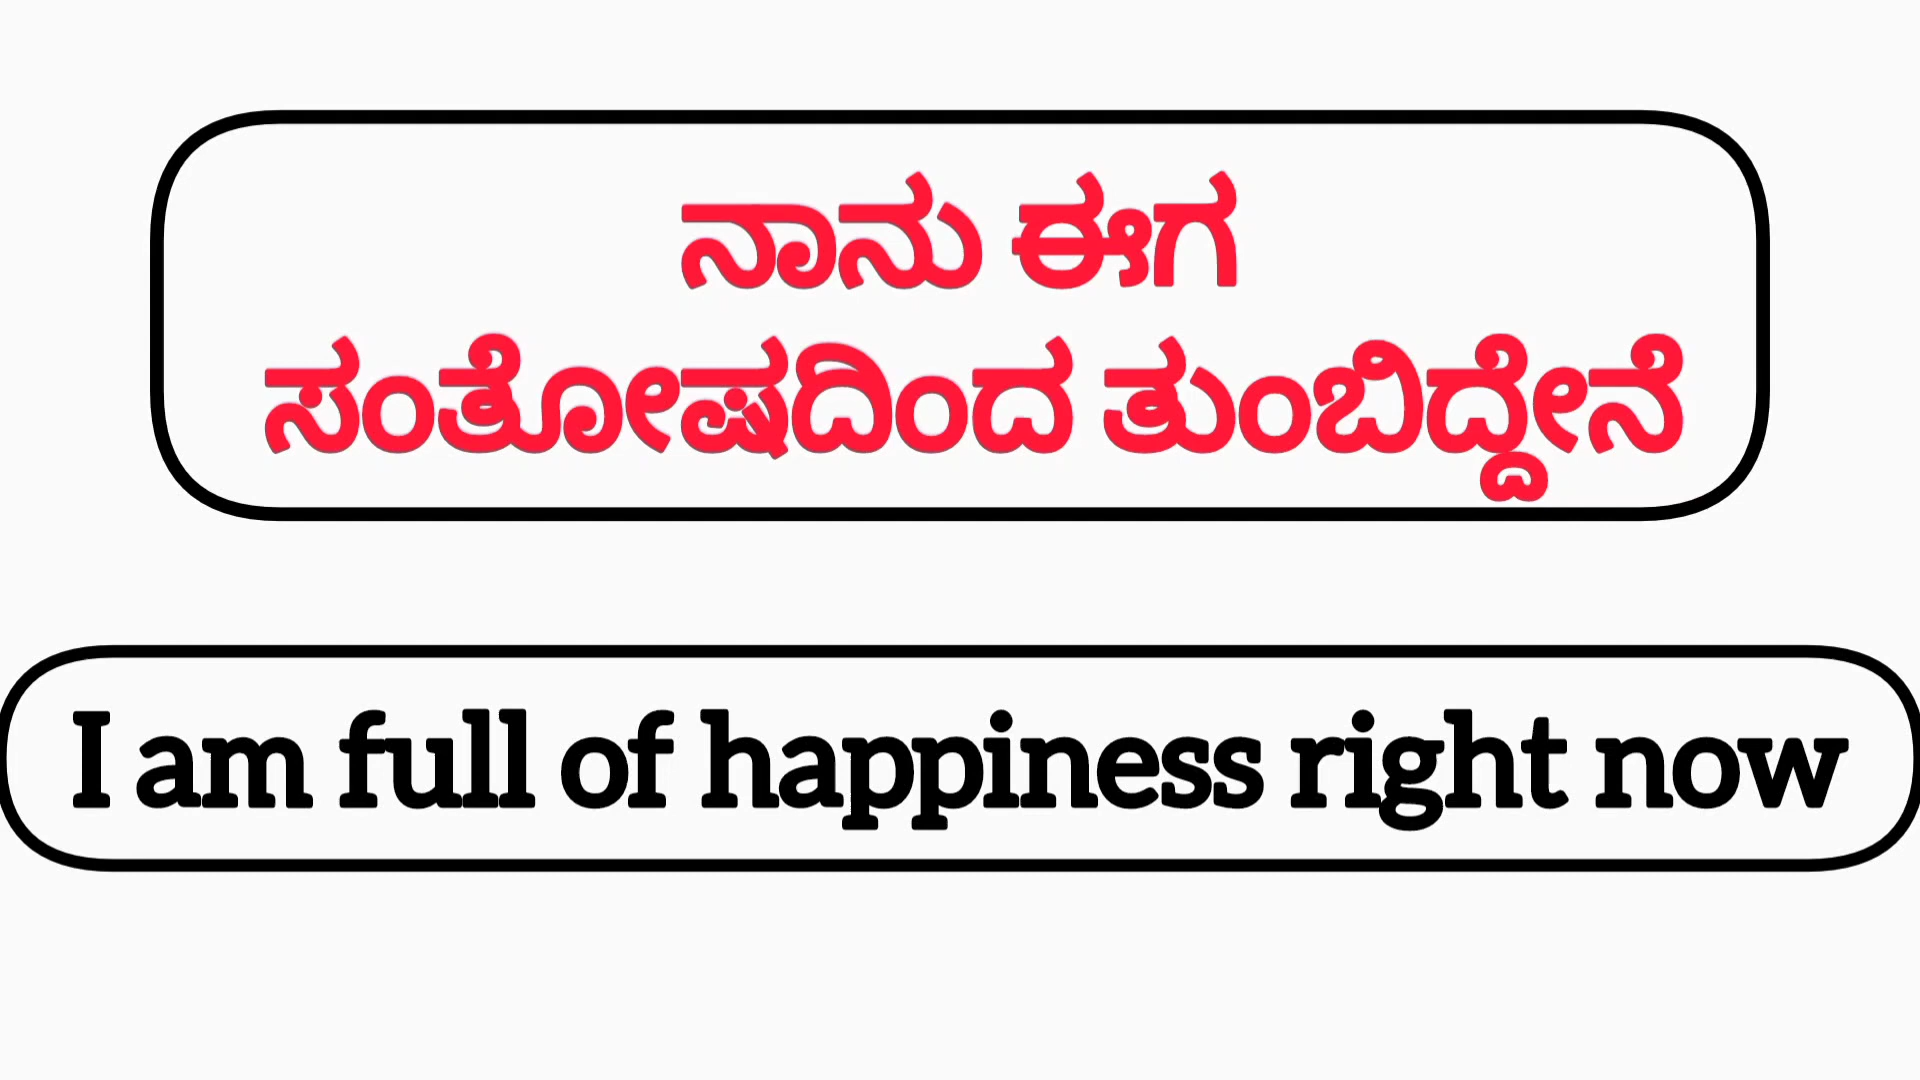 ನಾನು ಈಗ
ಸಂತೋಷದಿಂದ ತುಂಬಿದ್ದೇನೆ
I am full of happiness right now